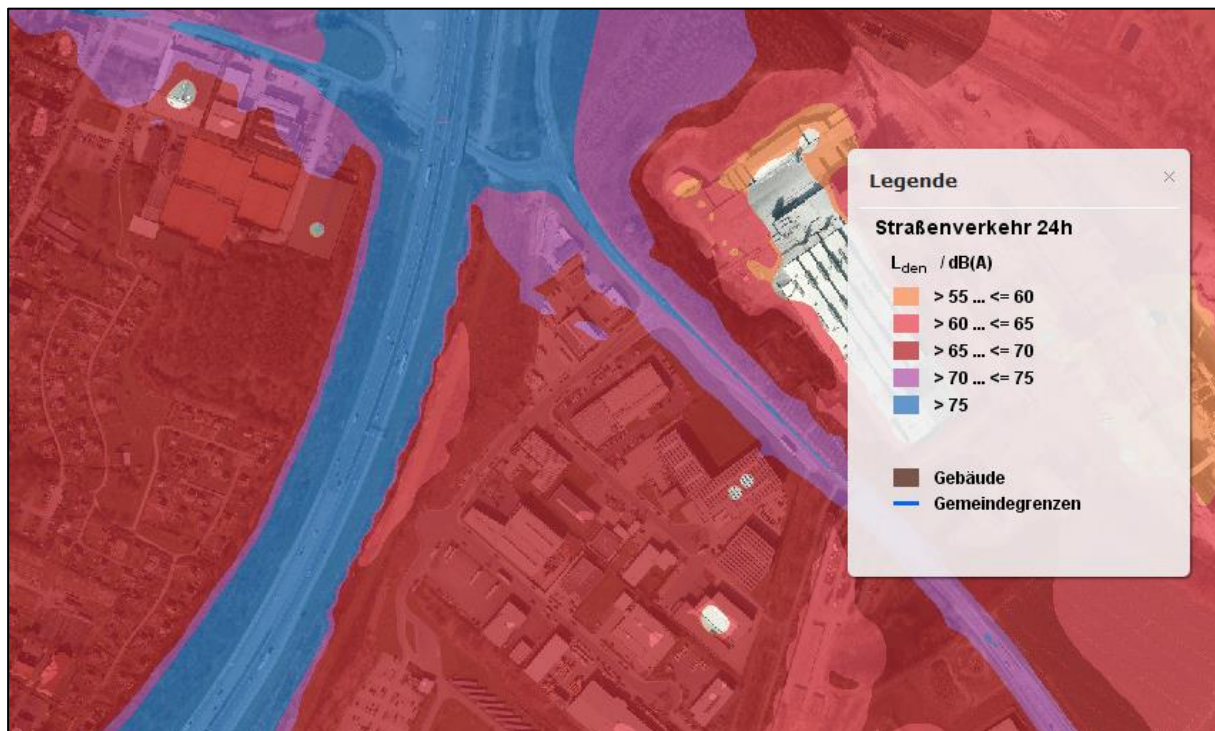 Legende ×
Straßenverkehr 24h
Lden / dB(A)
> 55 ... <= 60
> 60 ... <= 65
> 65 ... <= 70
> 70 ... <= 75
> 75
Gebäude
Gemeindegrenzen